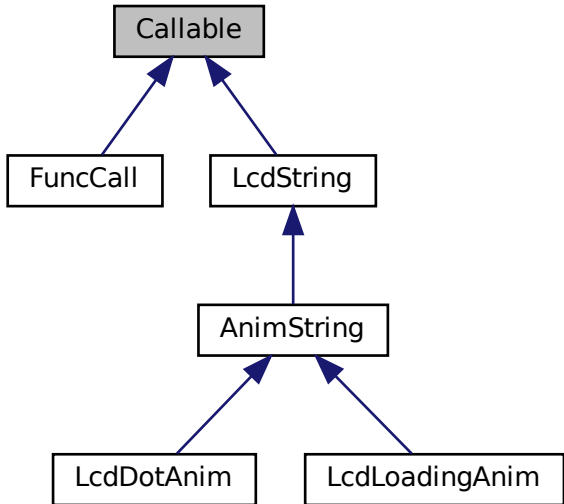 Callable
FuncCall
LcdString
AnimString
LcdDotAnim
LcdLoadingAnim